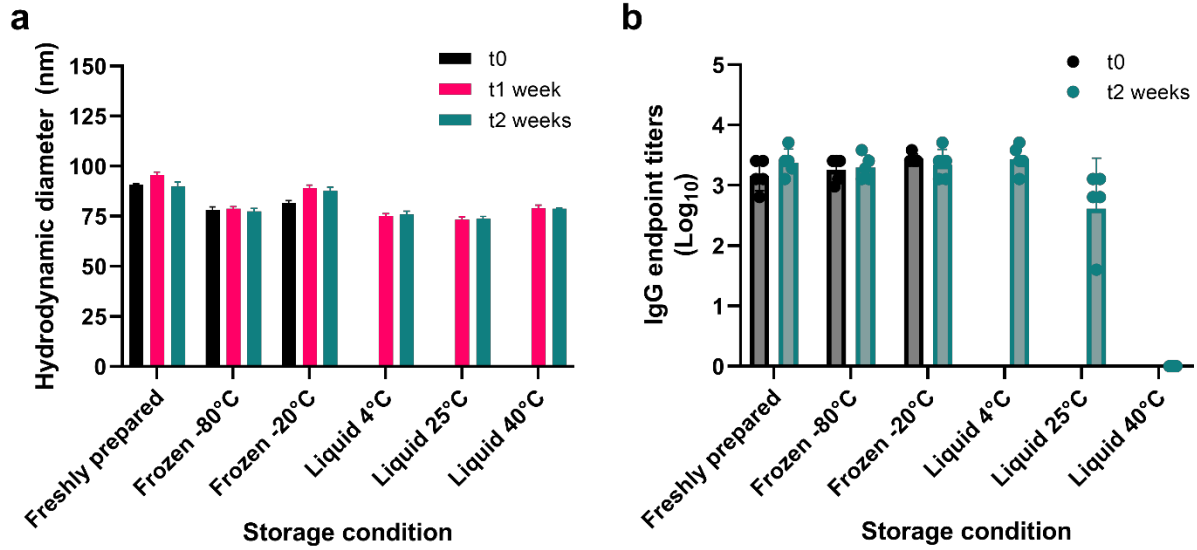 a
Hydrodynamic diameter (nm)
150
125
100
75
50
25
0
t0
t1 week
t2 weeks
Freshly prepared
Frozen -80°C
Frozen -20°C
Liquid 4°C
Liquid 25°C
Liquid 40°C
Storage condition
b
IgG endpoint titers
(Log10)
5
4
3
2
1
0
t0
t2 weeks
Freshly prepared
Frozen -80°C
Frozen -20°C
Liquid 4°C
Liquid 25°C
Liquid 40°C
Storage condition